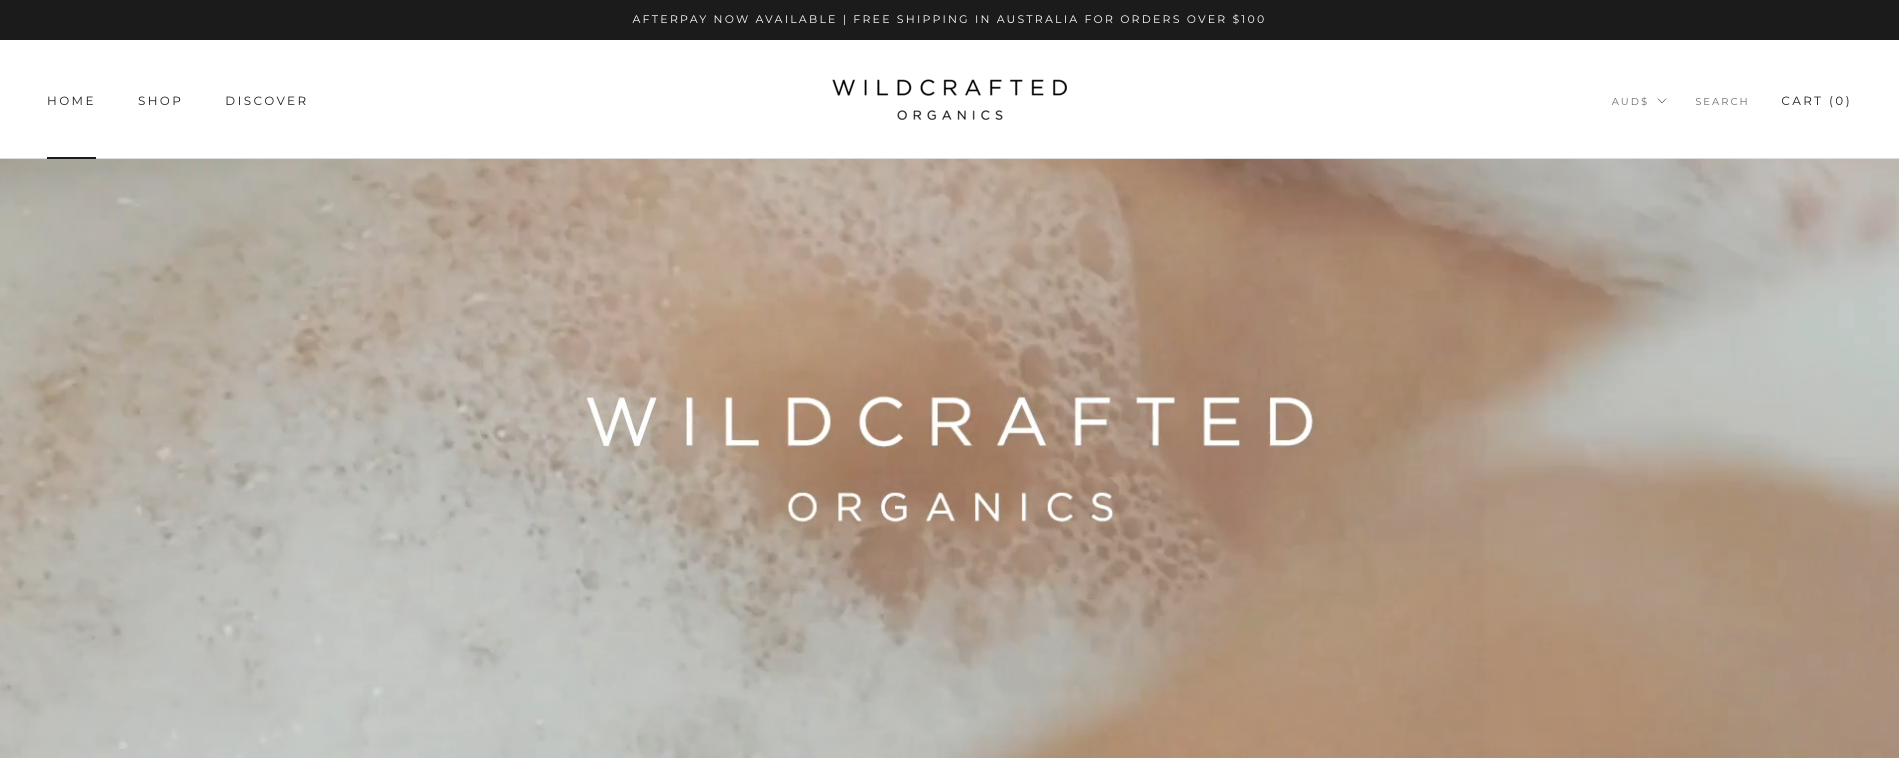 AFTERPAY NOW AVAILABLE | FREE SHIPPING IN AUSTRALIA FOR ORDERS OVER $100
HOME SHOP DISCOVER
WILDCRAFTED
ORGANICS
AUD$ SEARCH CART (0)
WILDCRAFTED
ORGANICS